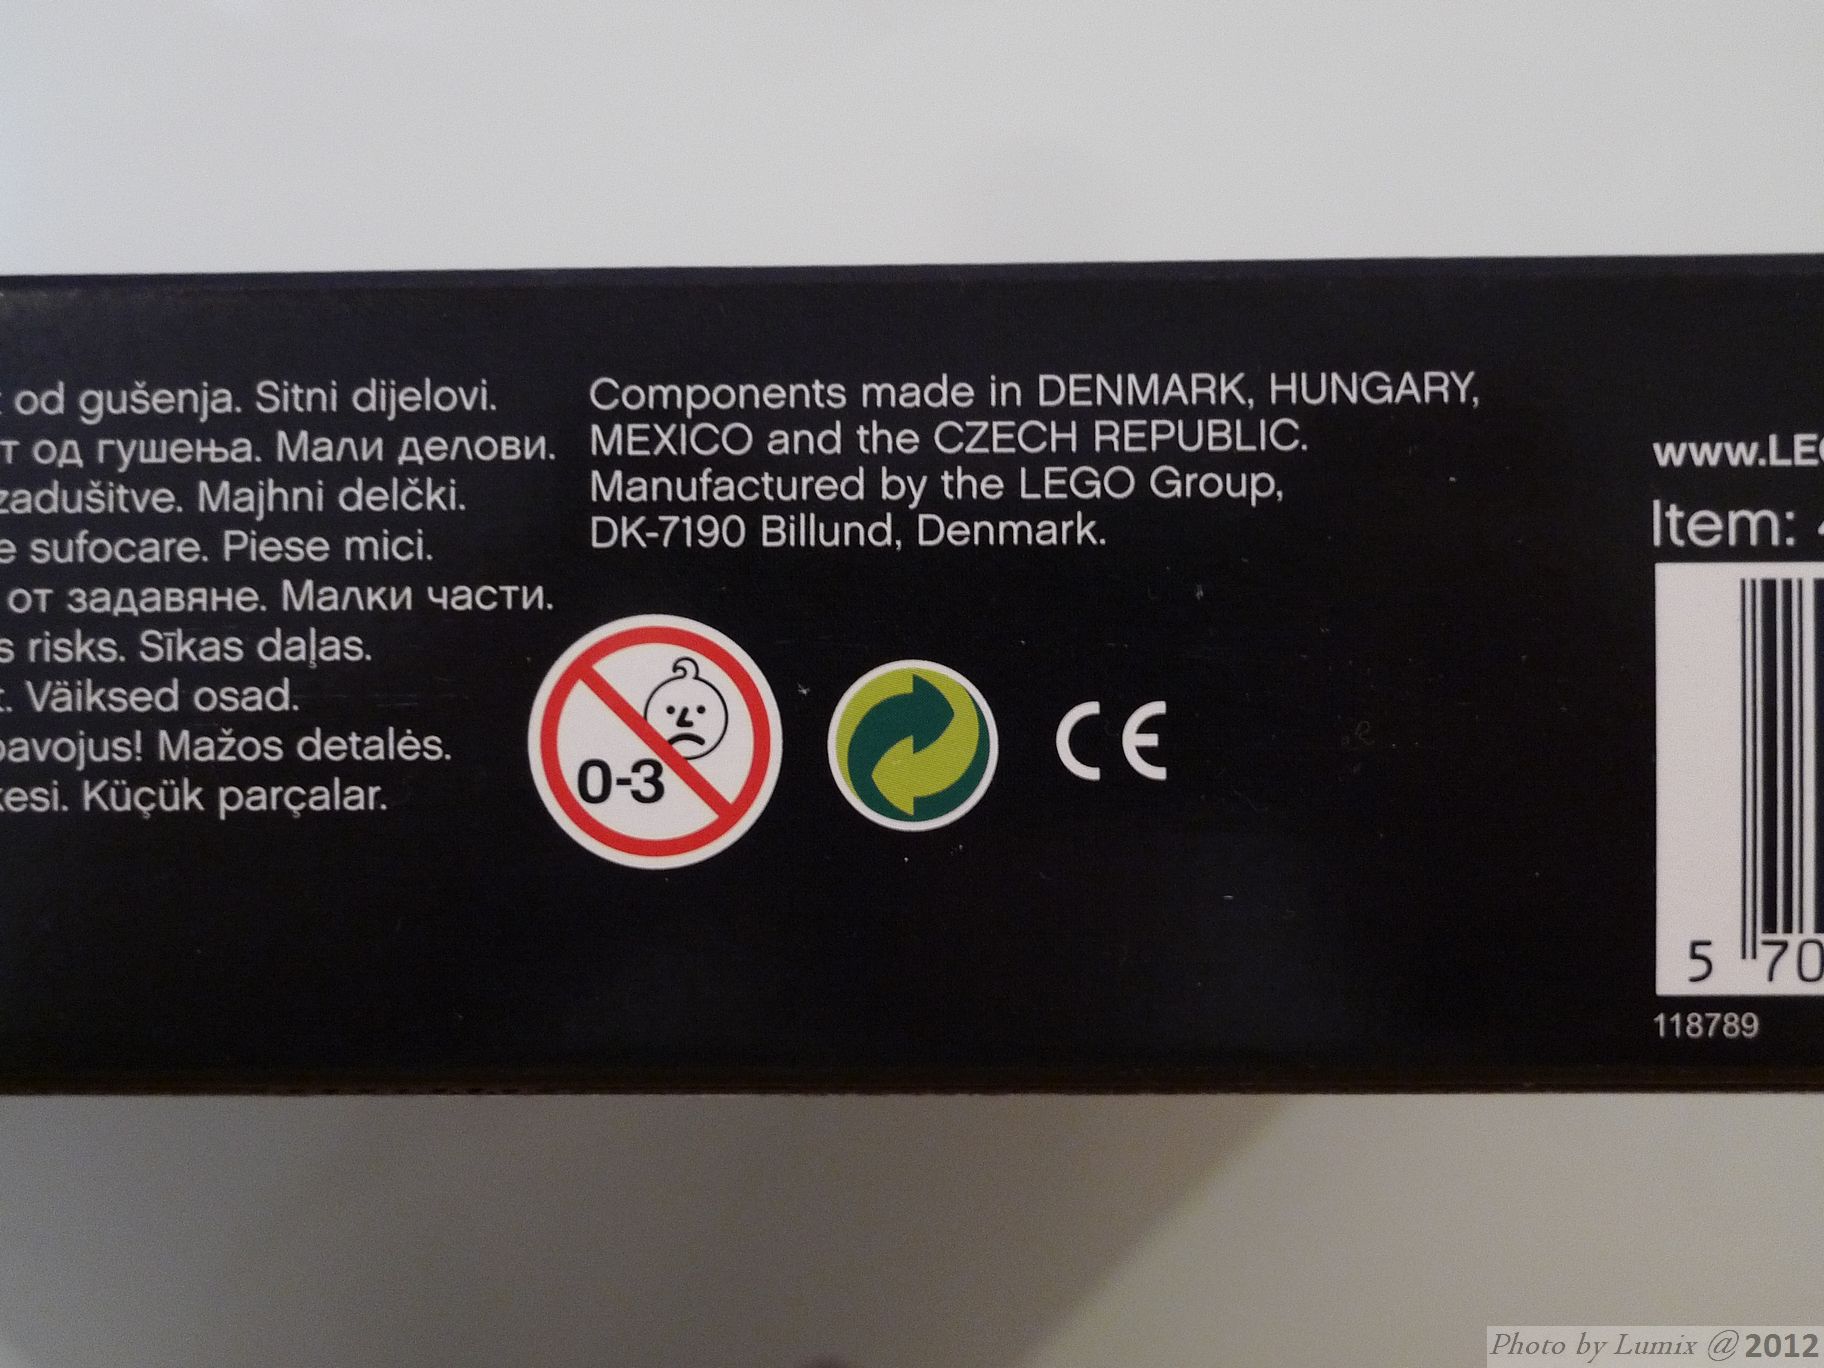 od gušenja. Sitni dijelovi.
од гушења. Мали делови.
zadušitve. Majhni delčki.
sufocare. Piese mici.
от задавяне. Малки части.
risks. Sīkas daļas.
Väiksed osad.
Mažos detalės.
Küçük parçalar.
Components made in DENMARK, HUNGARY,
MEXICO and the CZECH REPUBLIC.
Manufactured by the LEGO Group,
DK-7190 Billund, Denmark.
0-3
CE
www.LE
Item:
5 70
118789
Photo by Lumix @ 2012